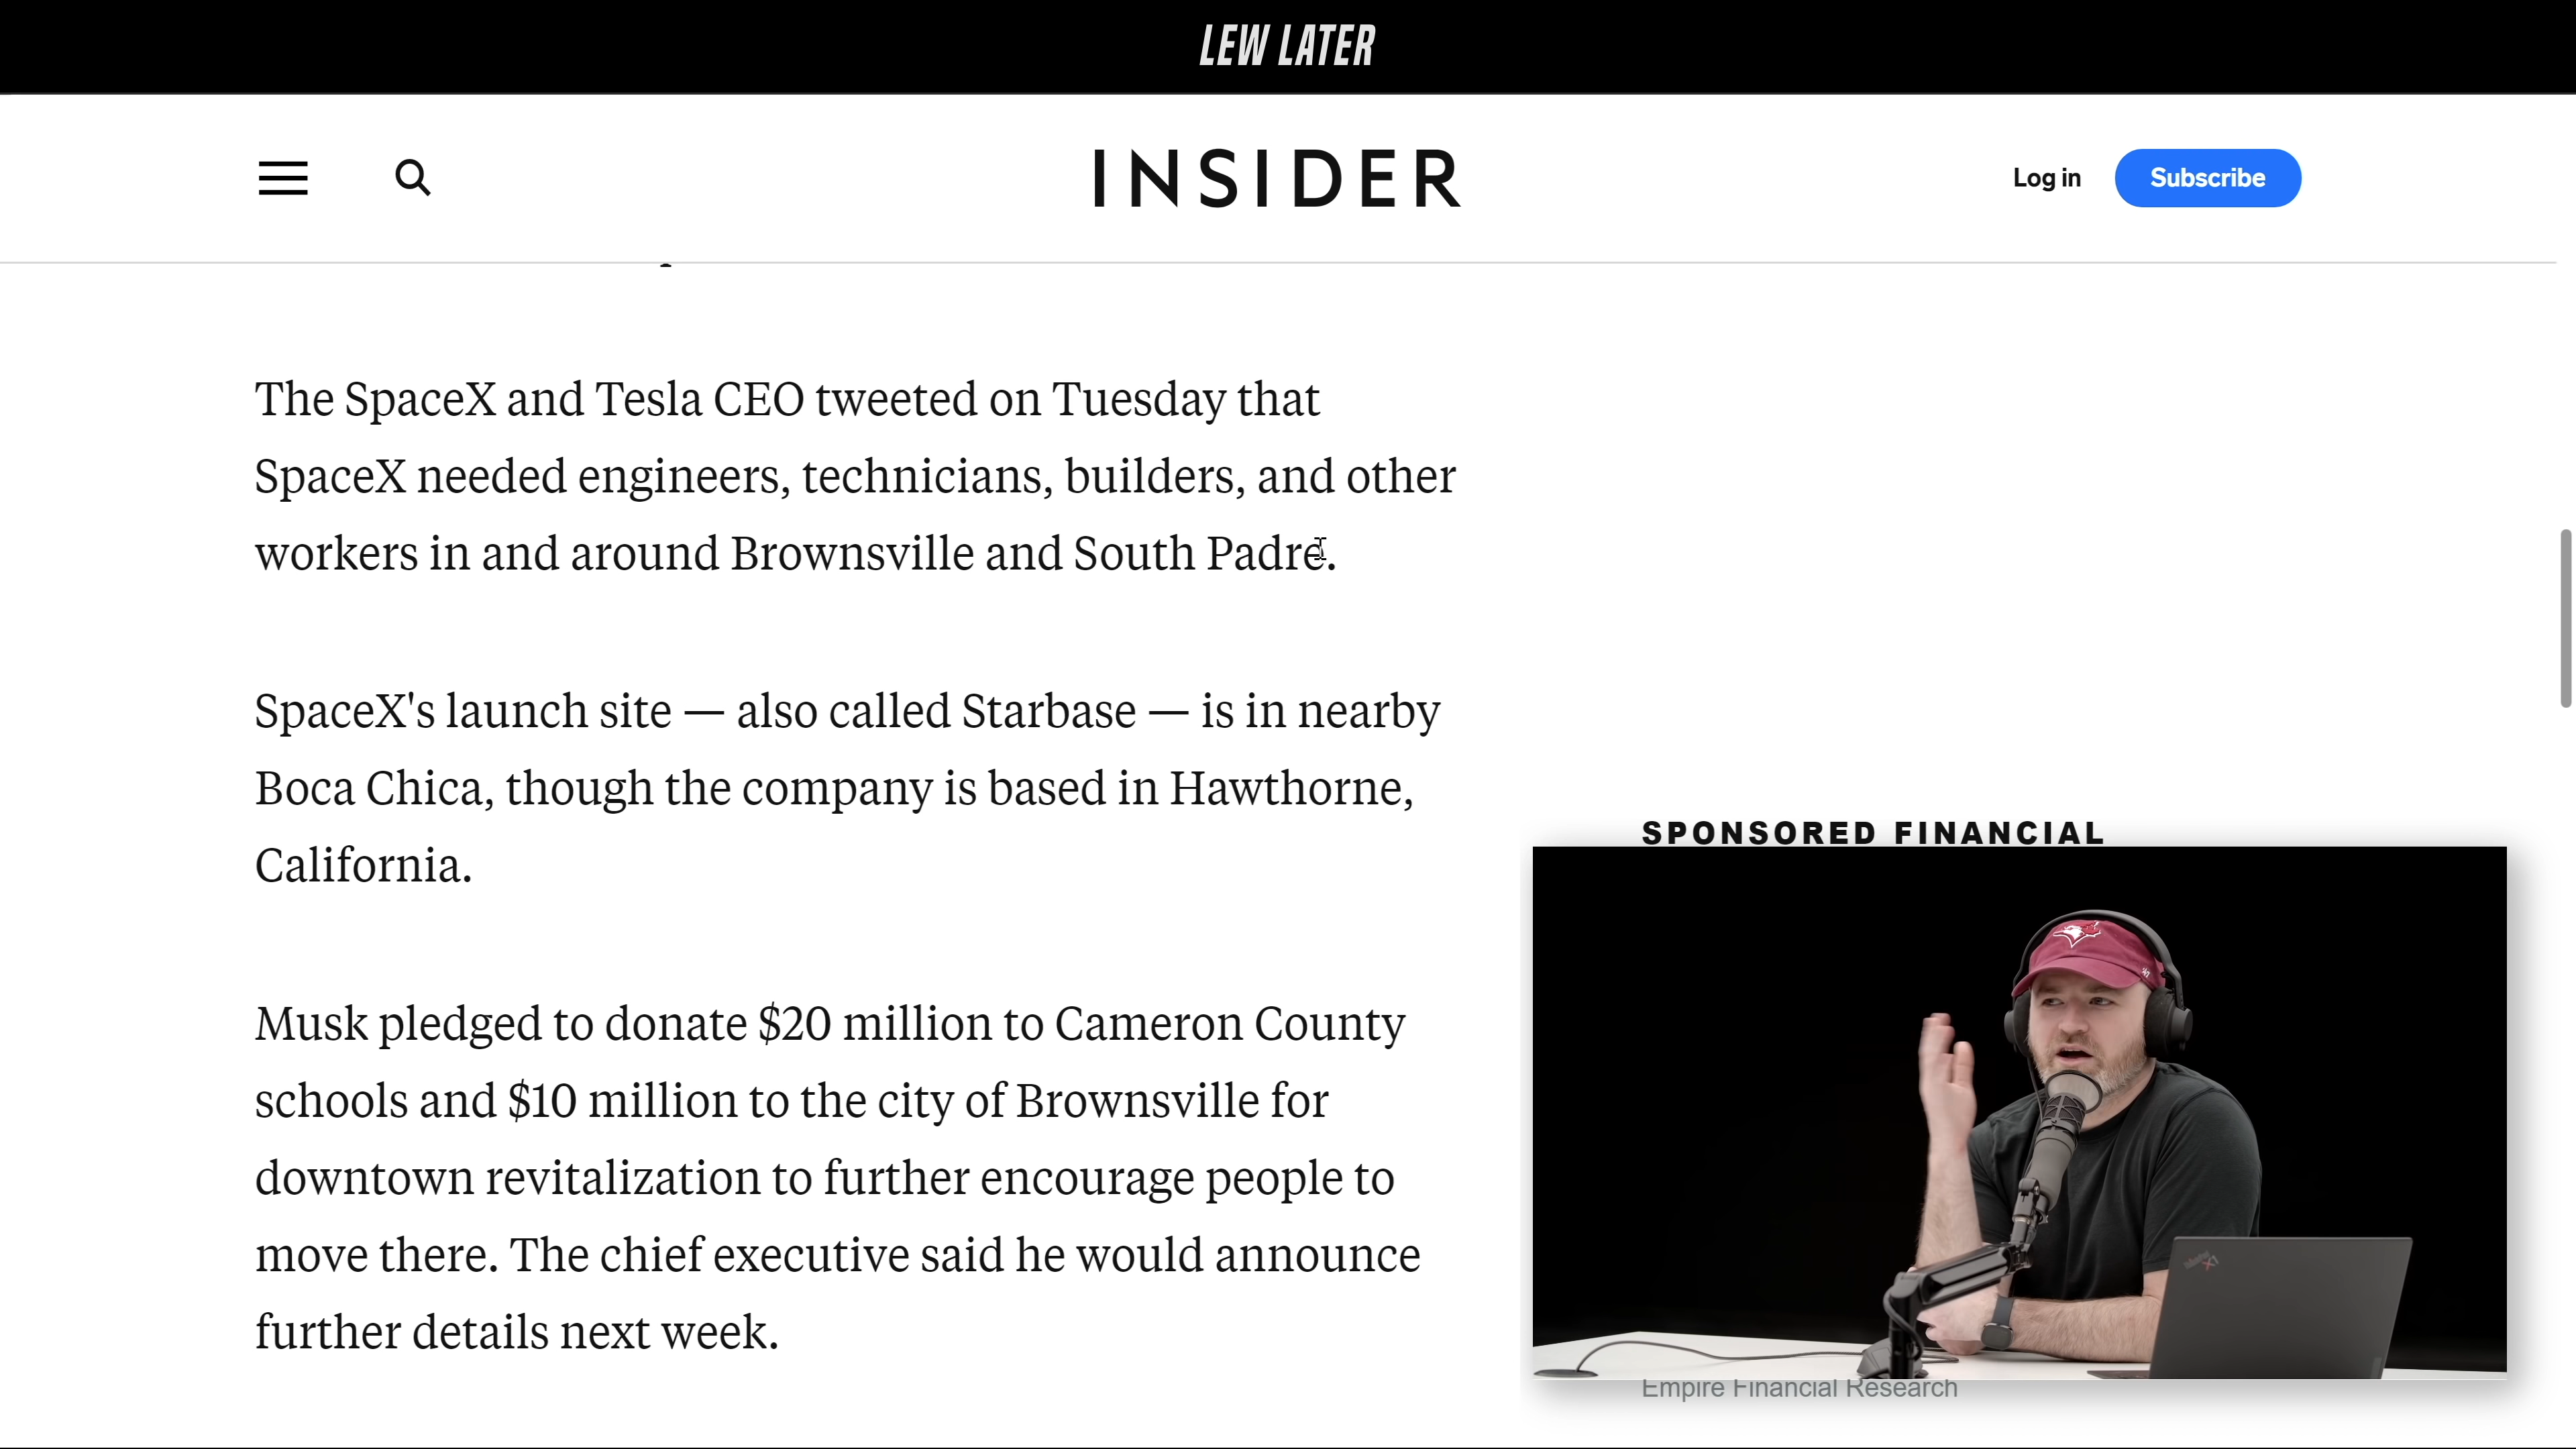 LEW LATER
INSIDER
Log in
Subscribe
The SpaceX and Tesla CEO tweeted on Tuesday that
SpaceX needed engineers, technicians, builders, and other
workers in and around Brownsville and South Padre.
SpaceX's launch site — also called Starbase — is in nearby
Boca Chica, though the company is based in Hawthorne,
California.
Musk pledged to donate $20 million to Cameron County
schools and $10 million to the city of Brownsville for
downtown revitalization to further encourage people to
move there. The chief executive said he would announce
further details next week.
SPONSORED FINANCIAL
Empire Financial Research